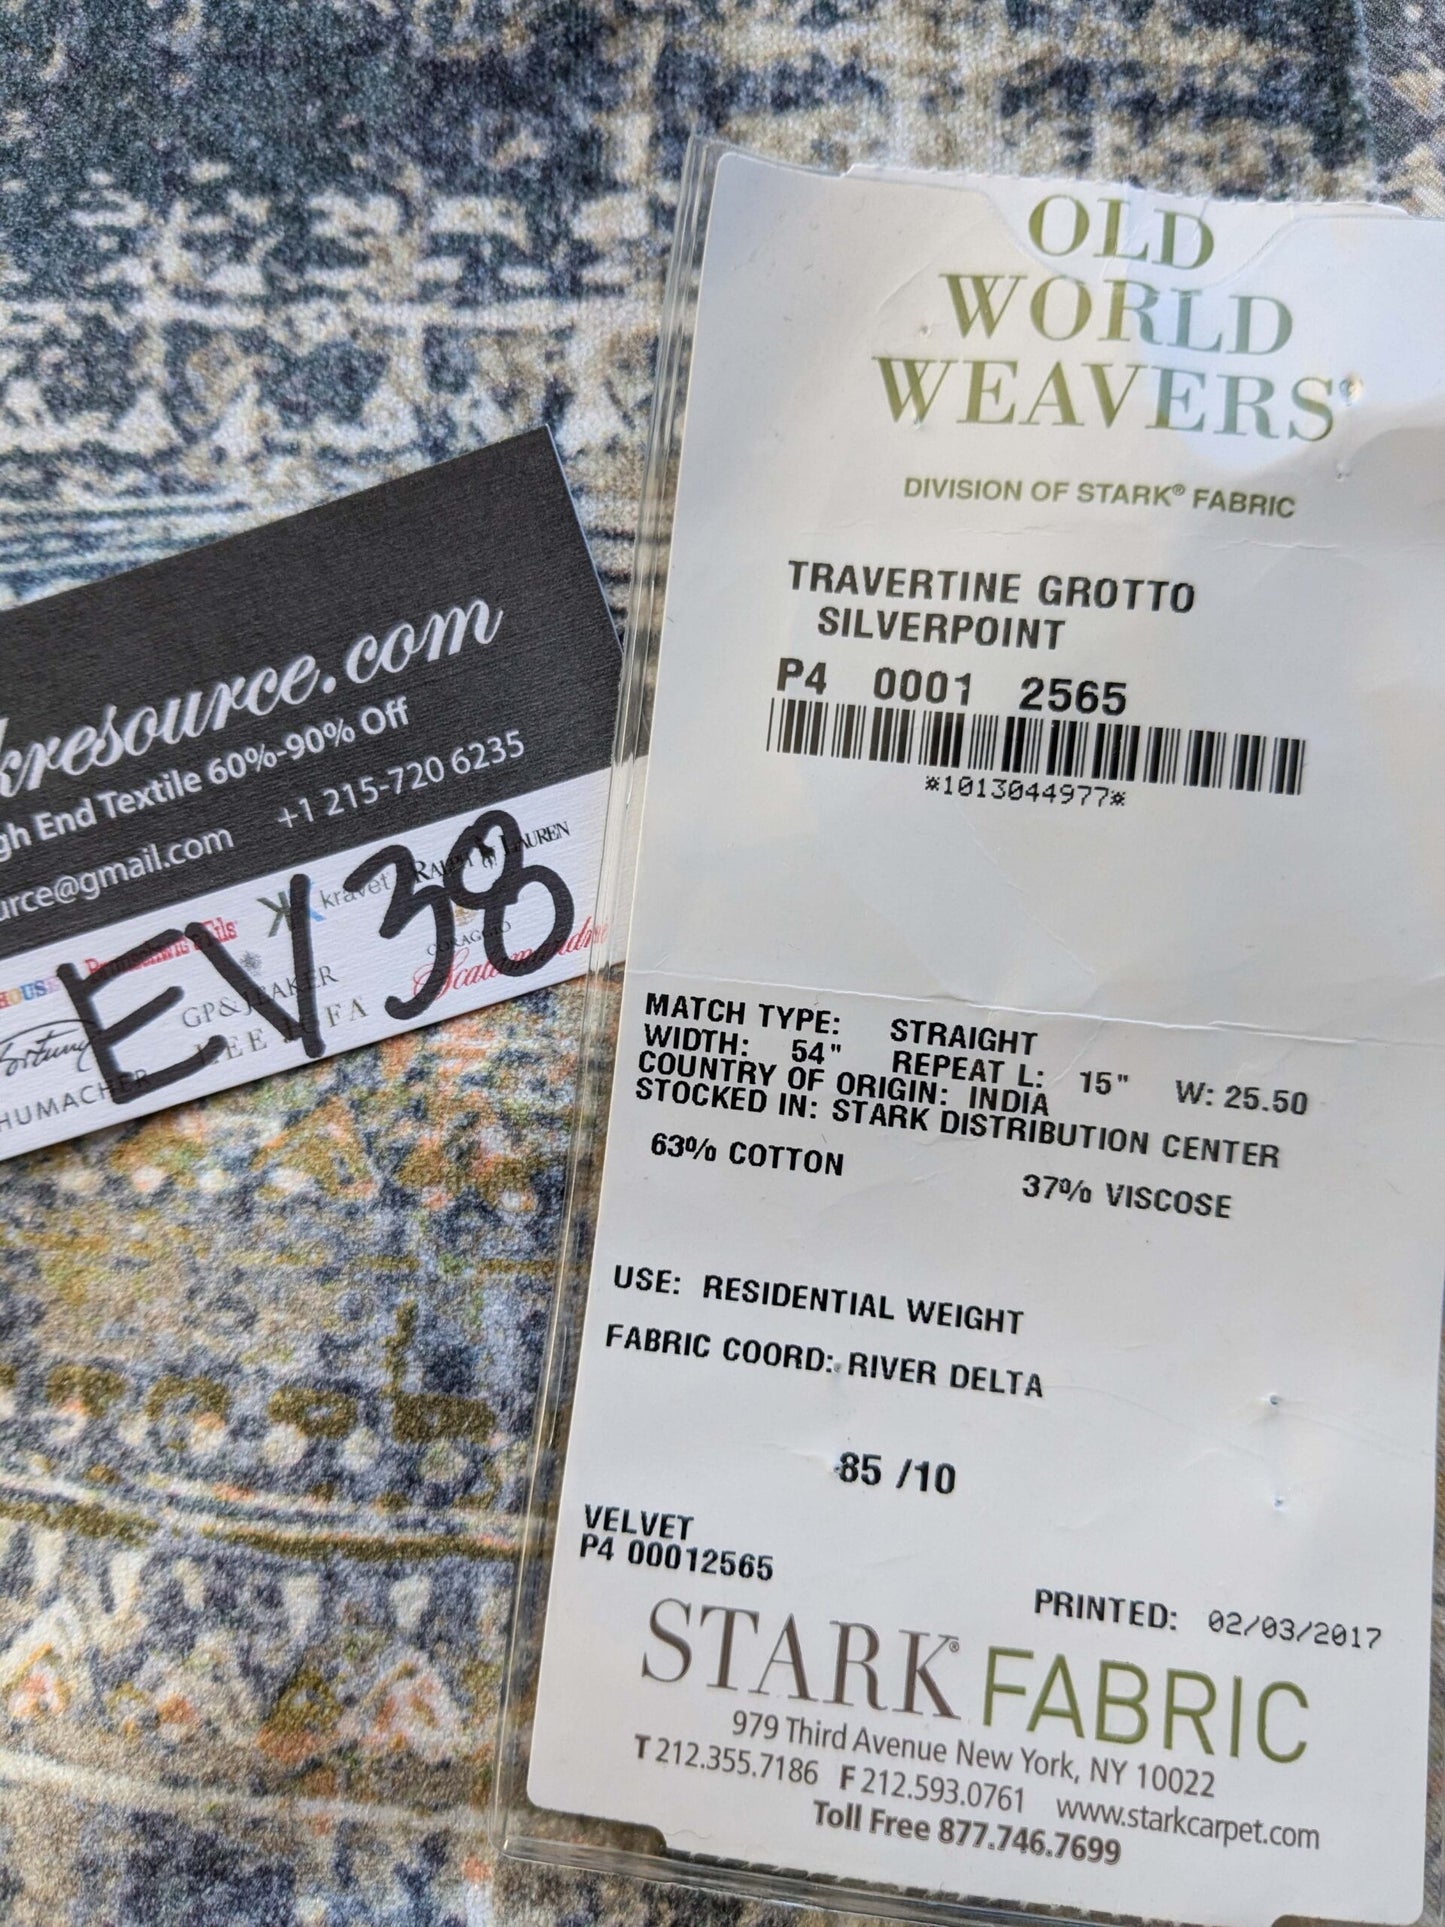 OLD
WORLD
WEAVERS®
DIVISION OF STARK® FABRIC
TRAVERTINE GROTTO
SILVERPOINT
P4 0001 2565
*1013044977*
MATCH TYPE: STRAIGHT
WIDTH: 54" REPEAT L: 15" W: 25.50
COUNTRY OF ORIGIN: INDIA
STOCKED IN: STARK DISTRIBUTION CENTER
63% COTTON 37% VISCOSE
USE: RESIDENTIAL WEIGHT
FABRIC COORD: RIVER DELTA
85 /10
VELVET
P4 00012565
PRINTED: 02/03/2017
STARK® FABRIC
979 Third Avenue New York, NY 10022
T 212.355.7186 F 212.593.0761 www.starkcarpet.com
Toll Free 877.746.7699
kresource.com
gh End Textile 60%-90% Off
urce@gmail.com +1 215-720 6235
EV38
kravet RALPH LAUREN
HOUSE
CORAGGIO
GP&J BAKER
HUMACHER